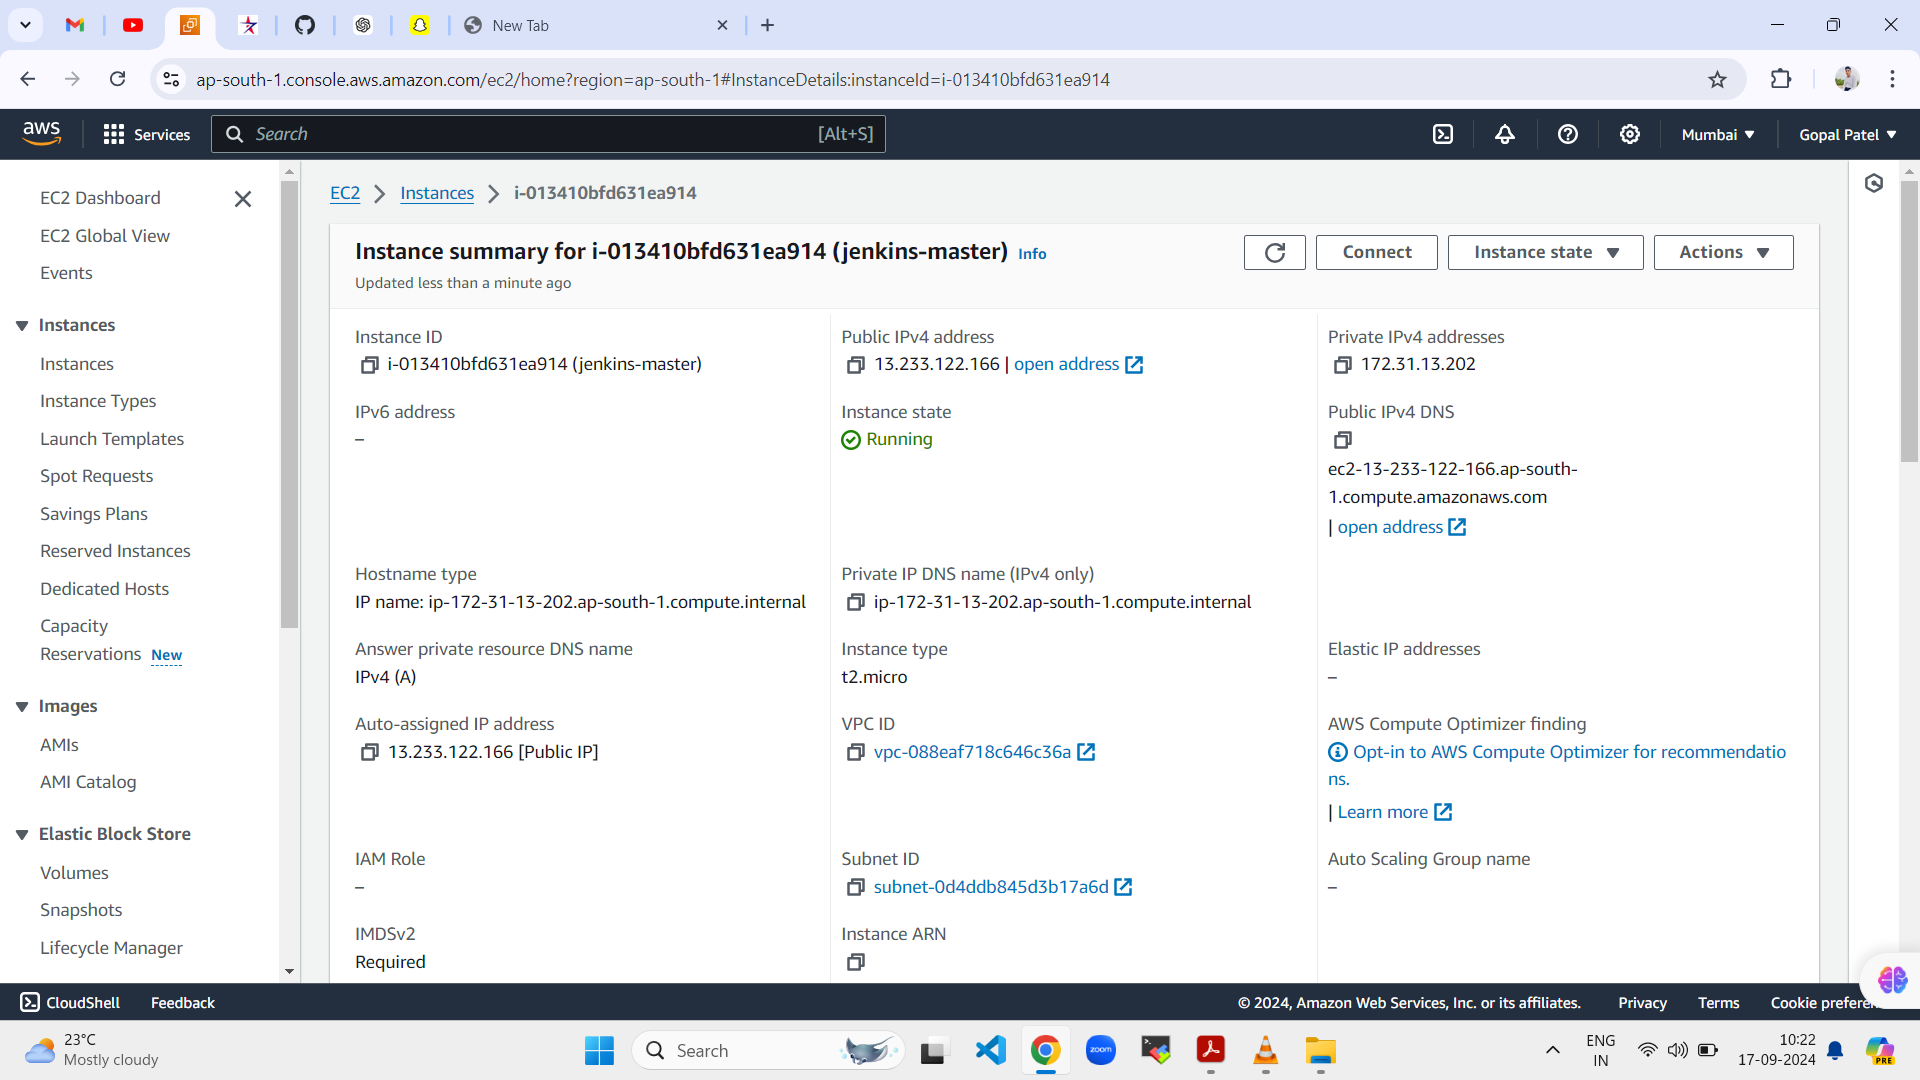 New Tab
ap-south-1.console.aws.amazon.com/ec2/home?region=ap-south-1#InstanceDetails:instanceId=i-013410bfd631ea914
aws
Services
Search
[Alt+S]
Mumbai
Gopal Patel
EC2 Dashboard
EC2 Global View
Events
Instances
Instances
Instance Types
Launch Templates
Spot Requests
Savings Plans
Reserved Instances
Dedicated Hosts
Capacity
Reservations New
Images
AMIs
AMI Catalog
Elastic Block Store
Volumes
Snapshots
Lifecycle Manager
EC2 > Instances > i-013410bfd631ea914
Instance summary for i-013410bfd631ea914 (jenkins-master) Info
Updated less than a minute ago
Connect
Instance state
Actions
Instance ID
i-013410bfd631ea914 (jenkins-master)
Public IPv4 address
13.233.122.166 | open address
Private IPv4 addresses
172.31.13.202
IPv6 address
–
Instance state
Running
Public IPv4 DNS
ec2-13-233-122-166.ap-south-
1.compute.amazonaws.com
| open address
Hostname type
IP name: ip-172-31-13-202.ap-south-1.compute.internal
Private IP DNS name (IPv4 only)
ip-172-31-13-202.ap-south-1.compute.internal
Answer private resource DNS name
IPv4 (A)
Instance type
t2.micro
Elastic IP addresses
–
Auto-assigned IP address
13.233.122.166 [Public IP]
VPC ID
vpc-088eaf718c646c36a
AWS Compute Optimizer finding
Opt-in to AWS Compute Optimizer for recommendatio
ns.
| Learn more
IAM Role
–
Subnet ID
subnet-0d4ddb845d3b17a6d
Auto Scaling Group name
–
IMDSv2
Required
Instance ARN
CloudShell
Feedback
© 2024, Amazon Web Services, Inc. or its affiliates.
Privacy
Terms
Cookie prefere
23°C
Mostly cloudy
Search
zoom
ENG
IN
10:22
17-09-2024
PRE